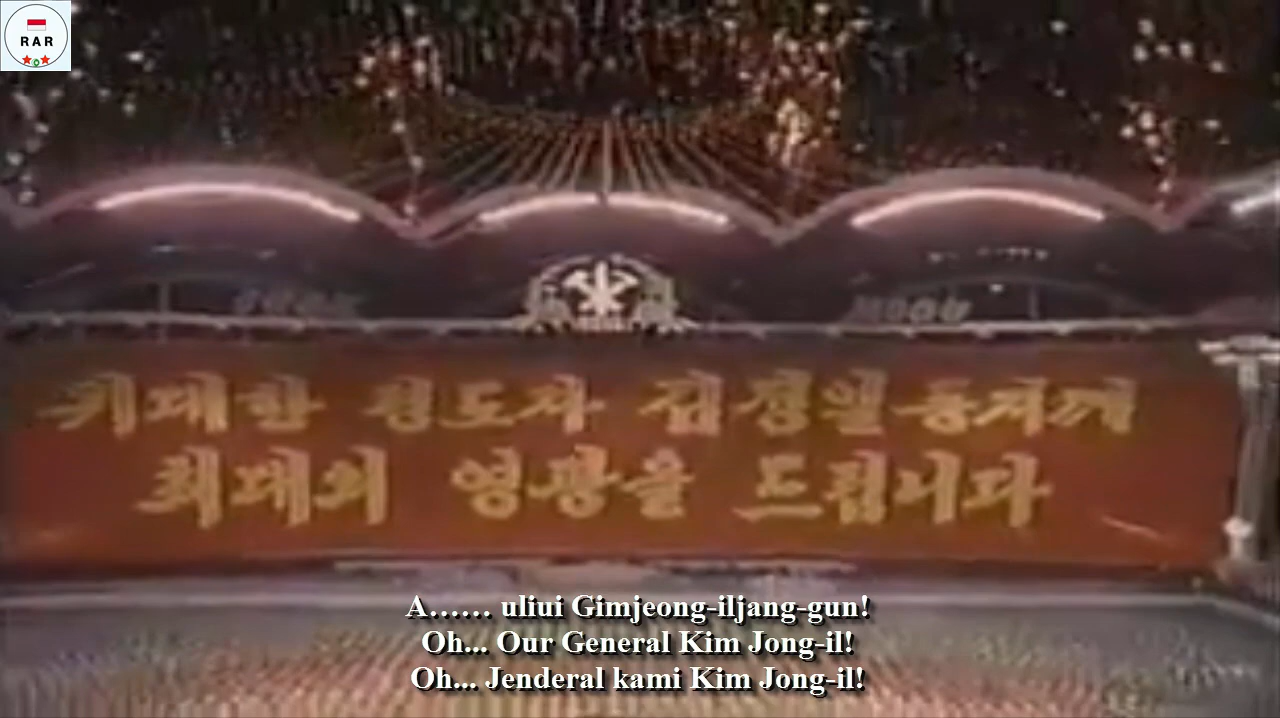 RAR
위대한 령도자 김정일동지께
최대의 영광을 드립니다
A…… uliui Gimjeong-iljang-gun!
Oh... Our General Kim Jong-il!
Oh... Jenderal kami Kim Jong-il!